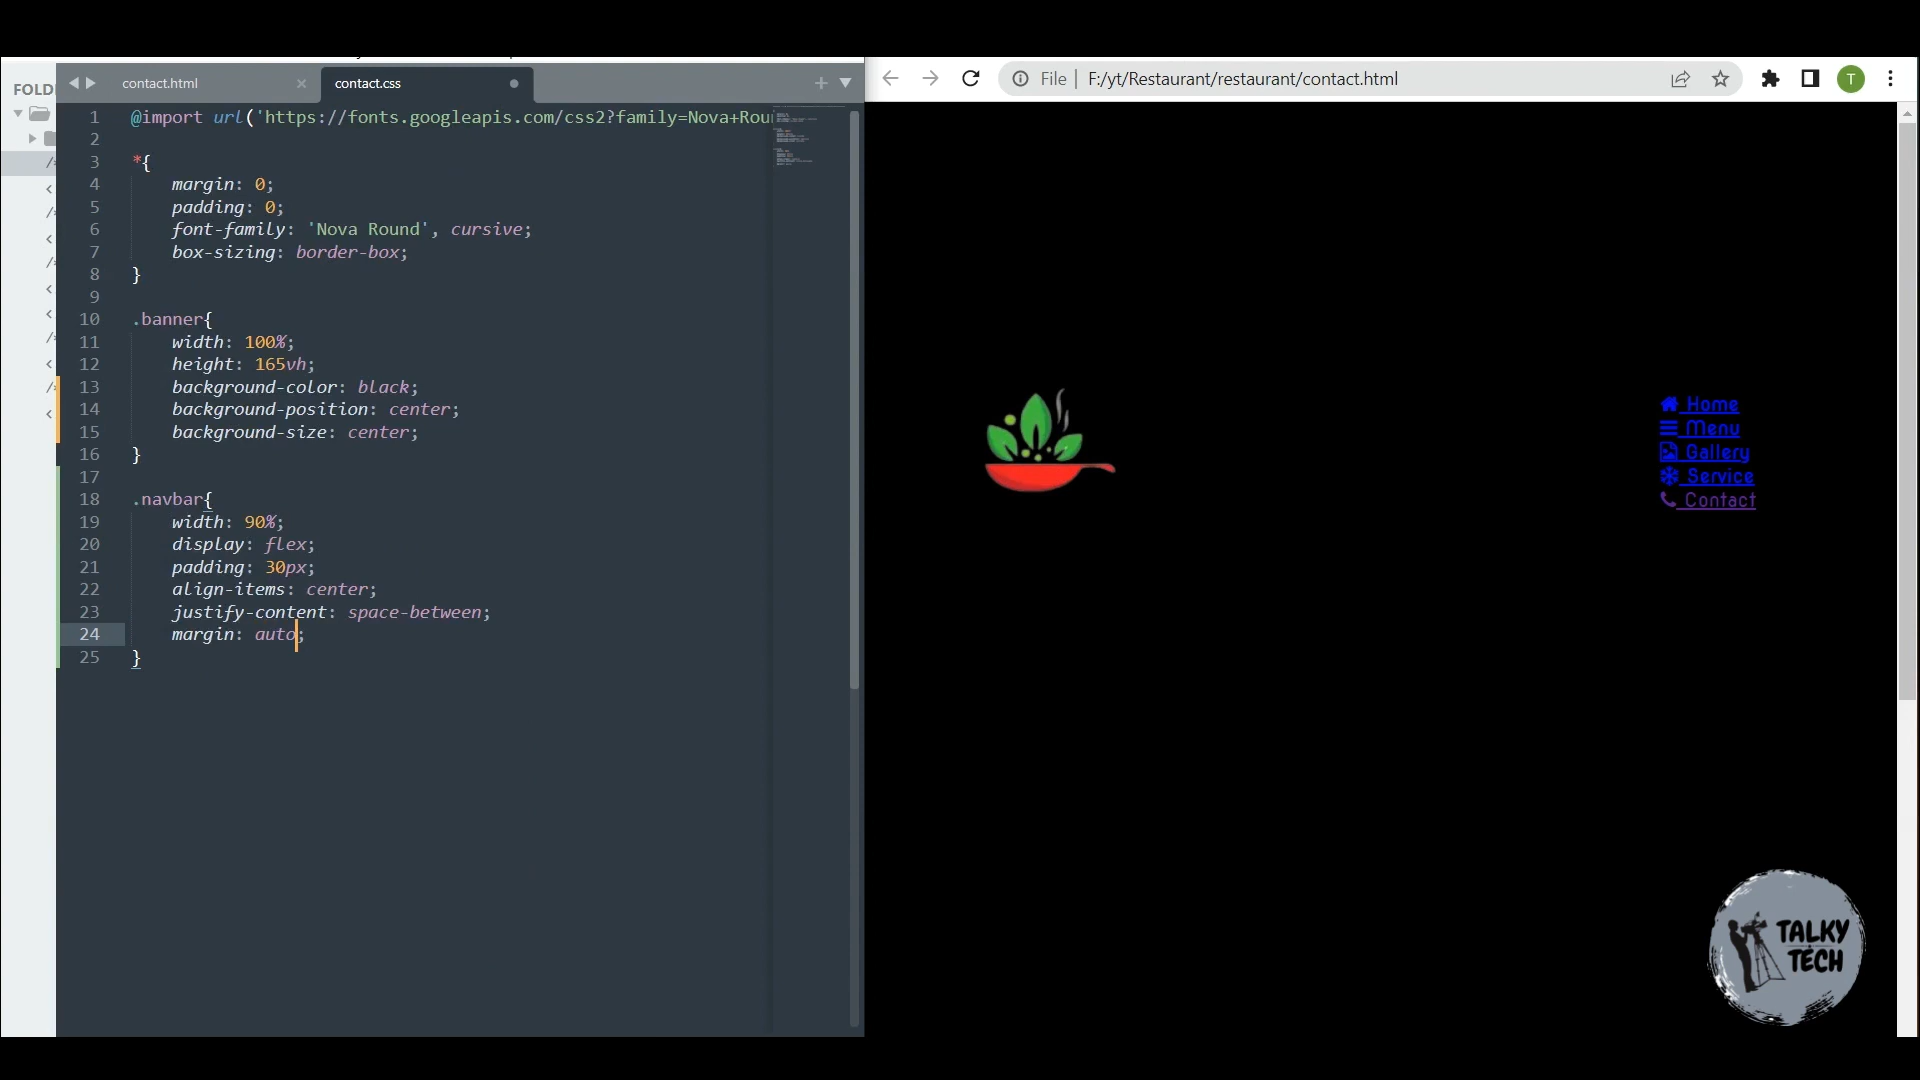 FOLD
contact.html
contact.css
1 @import url('https://fonts.googleapis.com/css2?family=Nova+Rou
2
3 *{
4 margin: 0;
5 padding: 0;
6 font-family: 'Nova Round', cursive;
7 box-sizing: border-box;
8 }
9
10 .banner{
11 width: 100%;
12 height: 165vh;
13 background-color: black;
14 background-position: center;
15 background-size: center;
16 }
17
18 .navbar{
19 width: 90%;
20 display: flex;
21 padding: 30px;
22 align-items: center;
23 justify-content: space-between;
24 margin: auto;
25 }
File | F:/yt/Restaurant/restaurant/contact.html
T
Home
Menu
Gallery
Service
Contact
TALKY
TECH